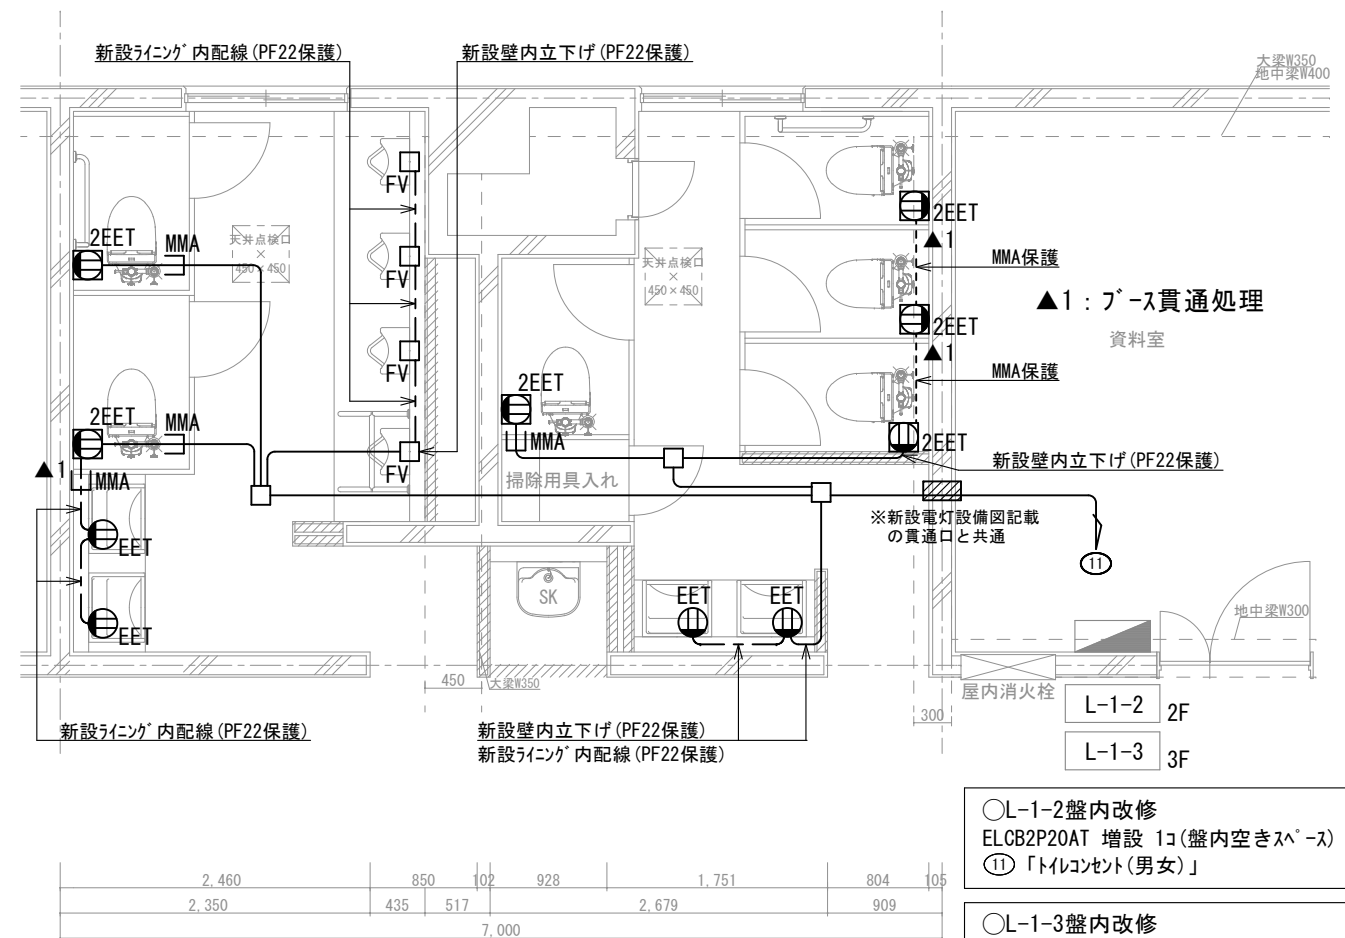 新設ﾗｲﾆﾝｸﾞ内配線(PF22保護)
新設壁内立下げ(PF22保護)
大梁W350
地中梁W400
FV
2EET
2EET
MMA
天井点検口
×
450×450
天井点検口
×
450×450
▲1
MMA保護
FV
▲1：ﾌﾞｰｽ貫通処理
2EET
資料室
▲1
FV
MMA保護
2EET
2EET
MMA
MMA
2EET
新設壁内立下げ(PF22保護)
▲1
MMA
FV
掃除用具入れ
※新設電灯設備図記載
の貫通口と共通
EET
11
SK
EET
EET
地中梁W300
EET
450
大梁W350
屋内消火栓
300
L-1-2
2F
新設ﾗｲﾆﾝｸﾞ内配線(PF22保護)
新設壁内立下げ(PF22保護)
新設ﾗｲﾆﾝｸﾞ内配線(PF22保護)
L-1-3
3F
○L-1-2盤内改修
ELCB2P20AT 増設 1ｺ(盤内空きｽﾍﾟｰｽ)
⑪「ﾄｲﾚｺﾝｾﾝﾄ(男女)」
2,460 850 102 928 1,751 804 105
2,350 435 517 2,679 909
7,000
○L-1-3盤内改修